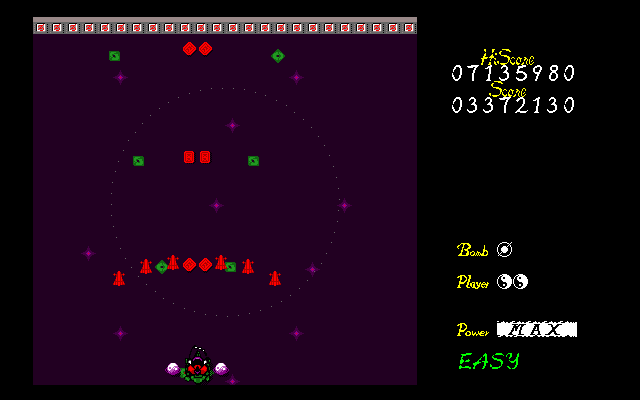 HiScore
07135980
Score
03372130
Bomb
Player
Power MAX
EASY